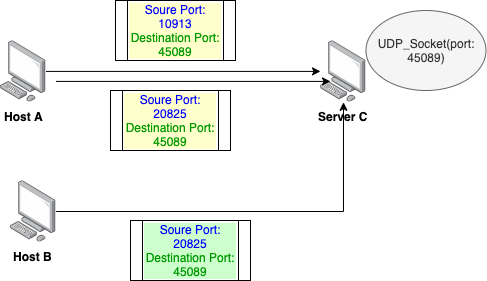 Soure Port:
10913
Destination Port:
45089
UDP_Socket(port:
45089)
Host A
Soure Port:
20825
Destination Port:
45089
Server C
Host B
Soure Port:
20825
Destination Port:
45089